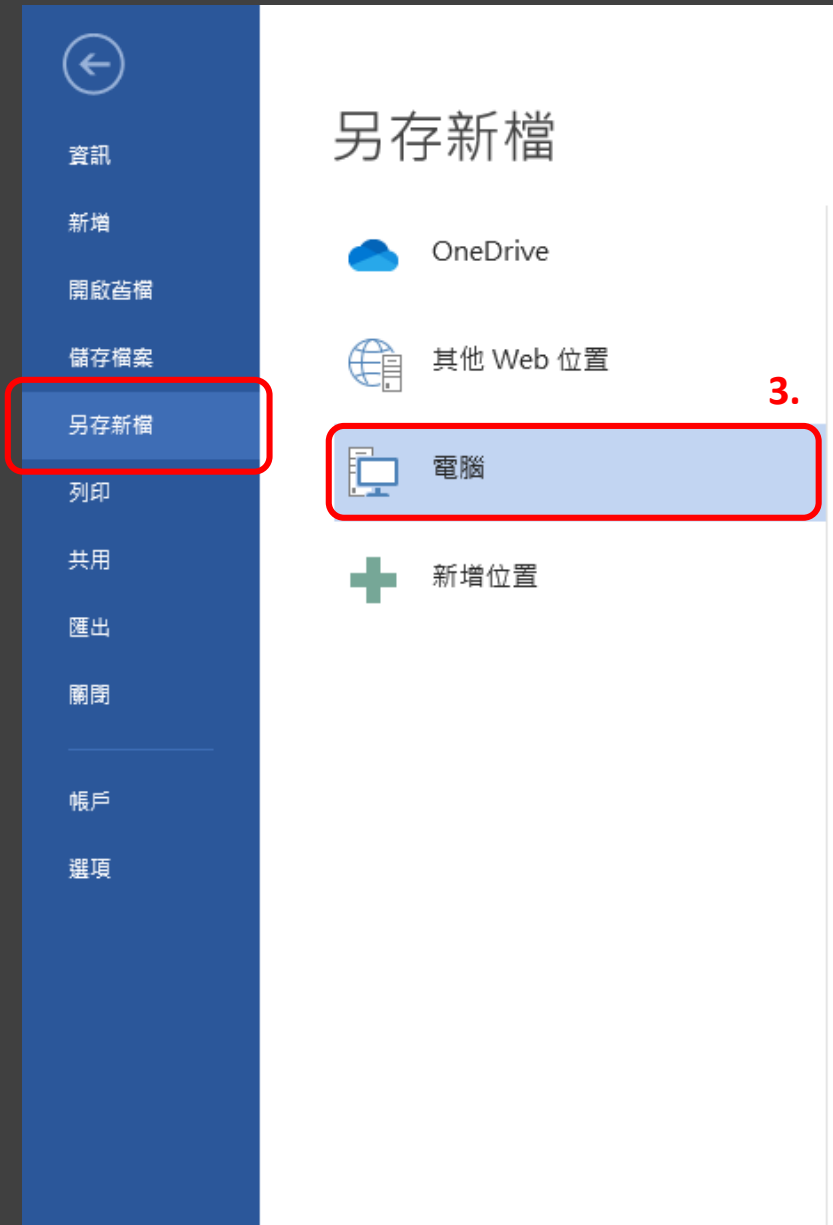 另存新檔
資訊
新增
開啟舊檔
儲存檔案
另存新檔
列印
共用
匯出
關閉
帳戶
選項
OneDrive
其他 Web 位置
3.
電腦
新增位置